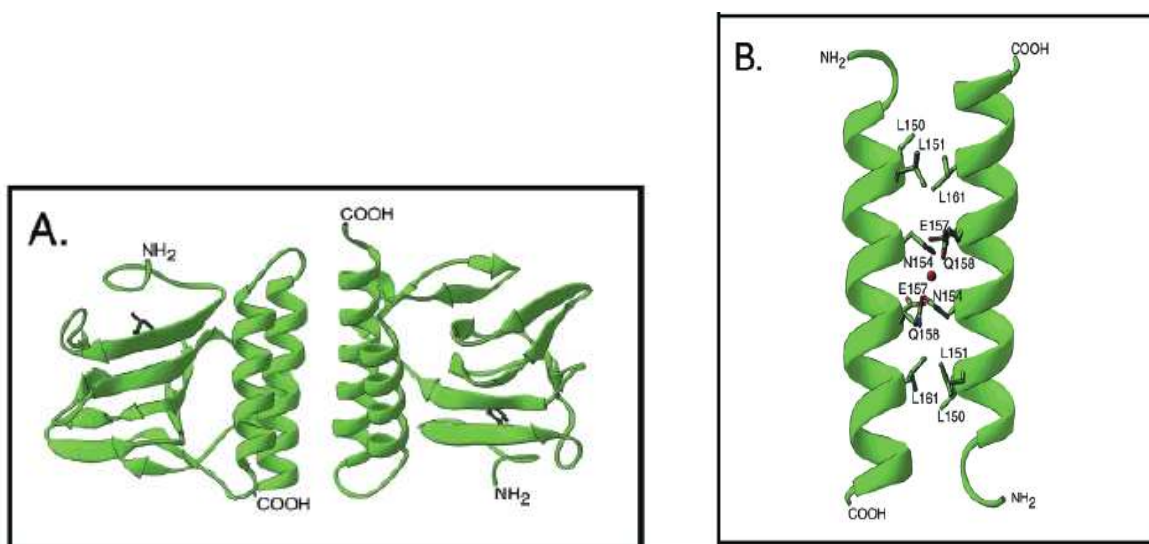 A.
NH2
COOH
COOH
NH2
B.
NH2
COOH
L150
L151
L161
E157
N154
Q158
E157
N154
Q158
L151
L161
L150
NH2
COOH